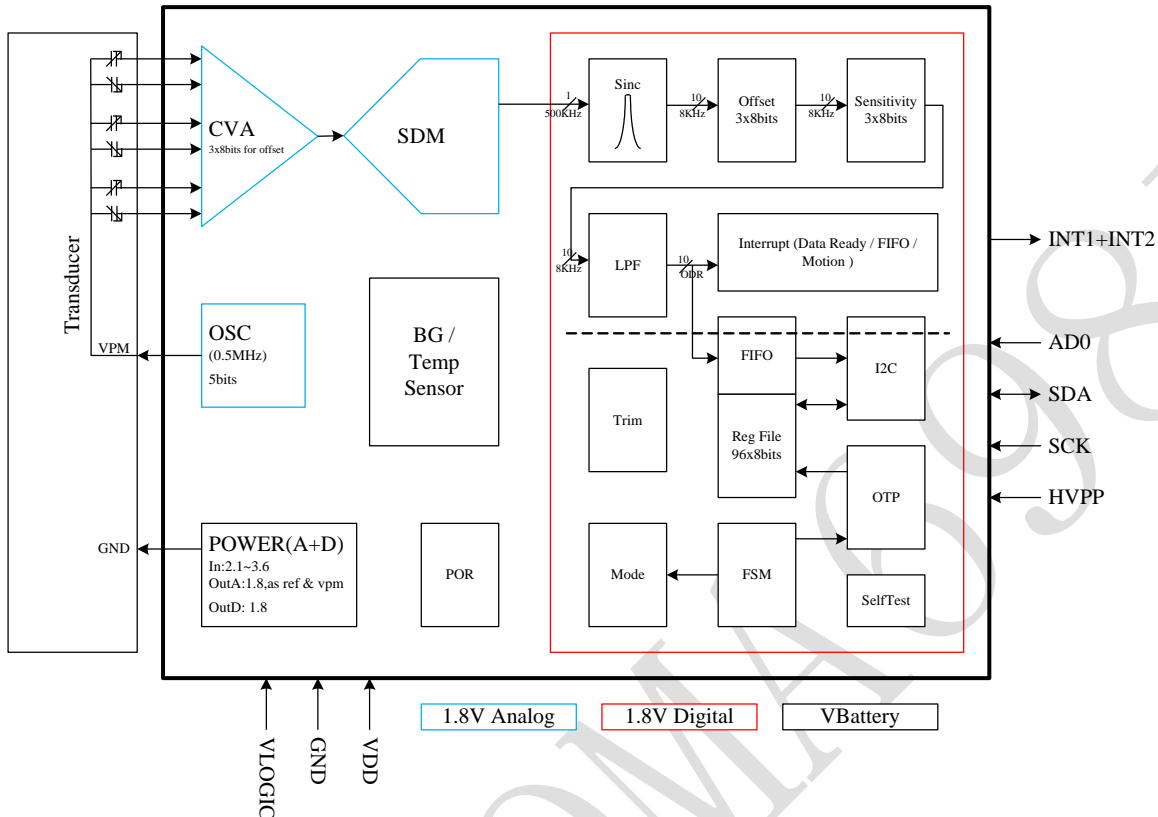 Transducer
VPM
GND
CVA
3x8bits for offset
SDM
OSC
(0.5MHz)
5bits
BG /
Temp
Sensor
POWER(A+D)
In:2.1~3.6
OutA:1.8,as ref & vpm
OutD: 1.8
POR
1
500KHz
Sinc
10
8KHz
Offset
3x8bits
10
8KHz
Sensitivity
3x8bits
10
8KHz
LPF
10
ODR
Interrupt (Data Ready / FIFO /
Motion )
FIFO
I2C
Trim
Reg File
96x8bits
OTP
Mode
FSM
SelfTest
INT1+INT2
AD0
SDA
SCK
HVPP
VLOGIC
GND
VDD
1.8V Analog
1.8V Digital
VBattery